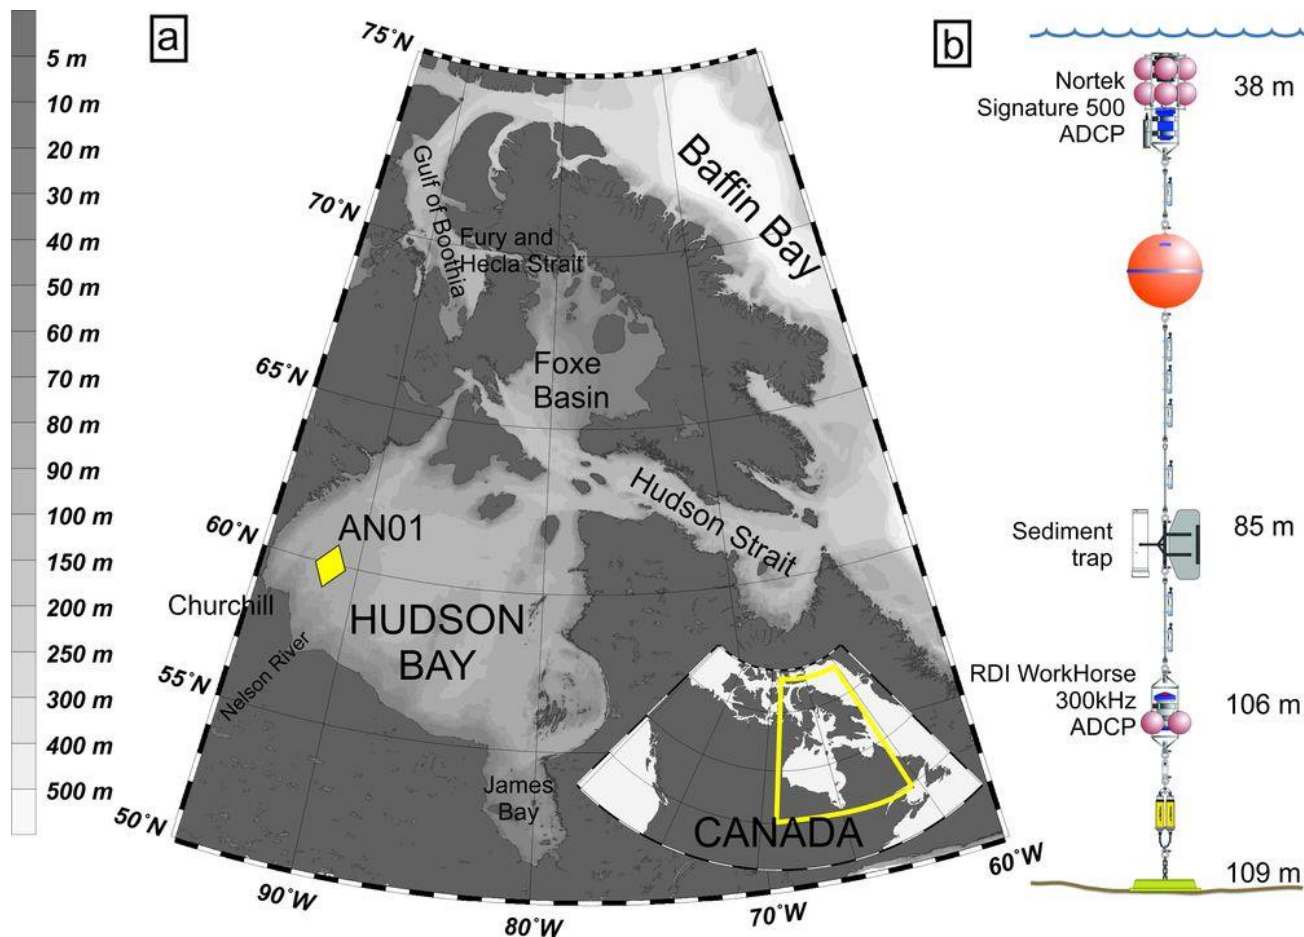 a
5 m
10 m
20 m
30 m
40 m
50 m
60 m
70 m
80 m
90 m
100 m
150 m
200 m
250 m
300 m
400 m
500 m
75°N
70°N
65°N
60°N
55°N
50°N
90°W
80°W
70°W
60°W
Baffin Bay
Gulf of Boothia
Fury and
Hecla Strait
Foxe
Basin
Hudson Strait
AN01
Churchill
HUDSON
BAY
Nelson River
James
Bay
CANADA
b
Nortek
Signature 500
ADCP
38 m
Sediment
trap
85 m
RDI WorkHorse
300kHz
ADCP
106 m
109 m